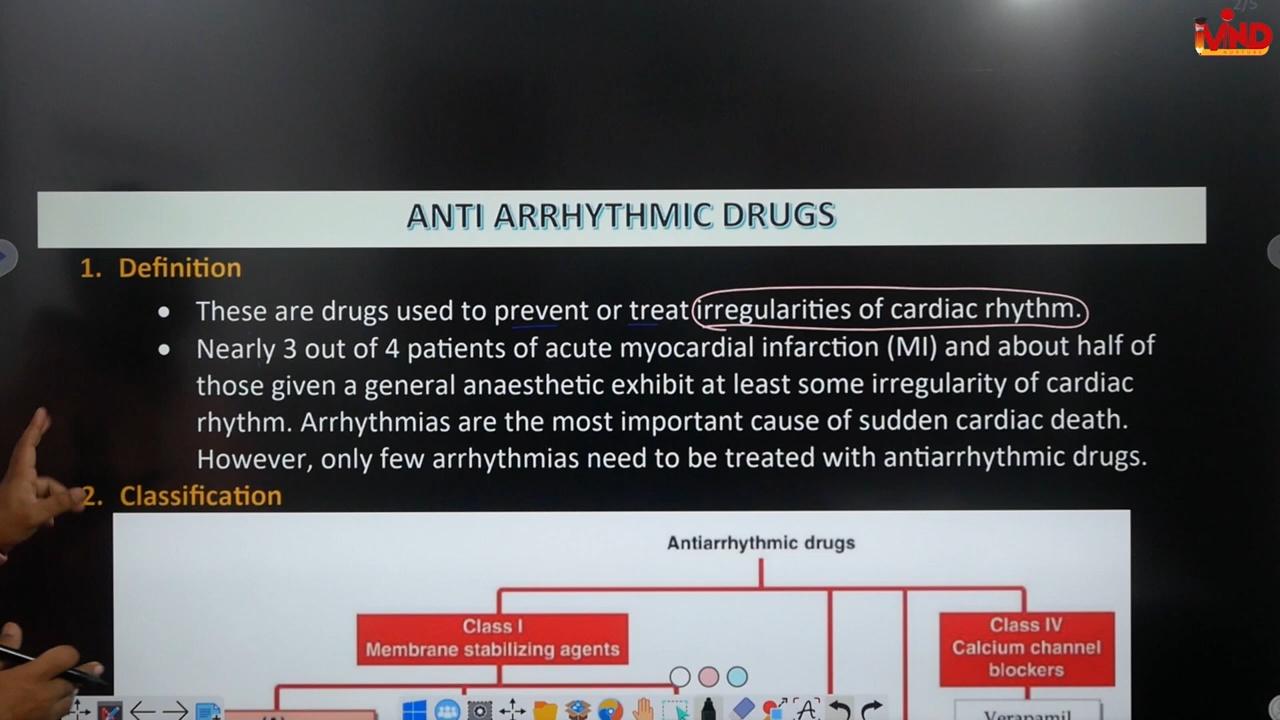 2/5
MIND
NURTURE
ANTI ARRHYTHMIC DRUGS
1. Definition
• These are drugs used to prevent or treat irregularities of cardiac rhythm.
• Nearly 3 out of 4 patients of acute myocardial infarction (MI) and about half of
those given a general anaesthetic exhibit at least some irregularity of cardiac
rhythm. Arrhythmias are the most important cause of sudden cardiac death.
However, only few arrhythmias need to be treated with antiarrhythmic drugs.
2. Classification
Antiarrhythmic drugs
Class I
Membrane stabilizing agents
Class IV
Calcium channel
blockers
Verapamil